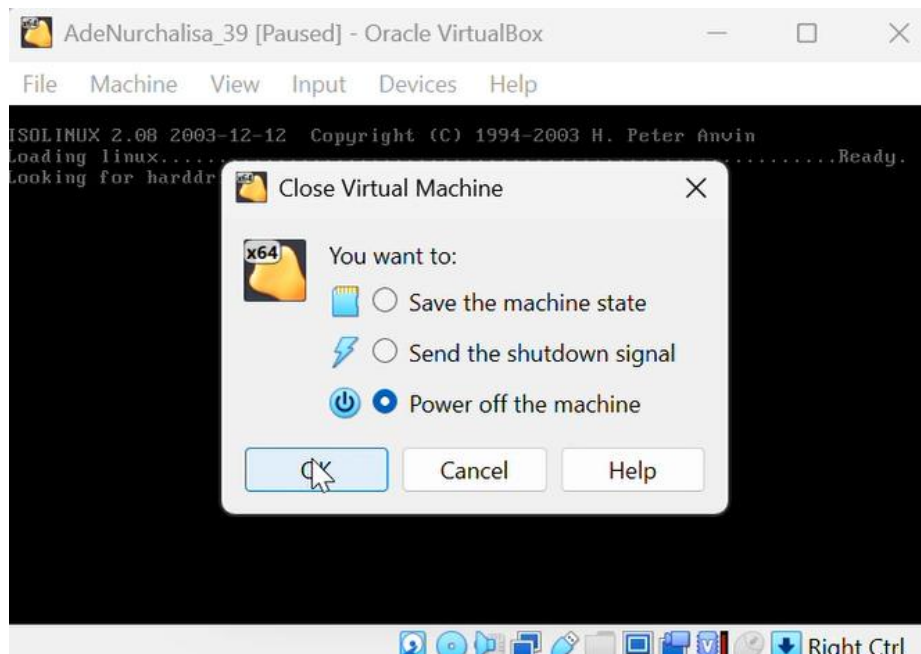 AdeNurchalisa_39 [Paused] - Oracle VirtualBox
File Machine View Input Devices Help
ISOLINUX 2.08 2003-12-12 Copyright (C) 1994-2003 H. Peter Anvin
Loading linux.......................................................................Ready.
Looking for harddr
Close Virtual Machine
x64
You want to:
Save the machine state
Send the shutdown signal
Power off the machine
OK Cancel Help
Right Ctrl